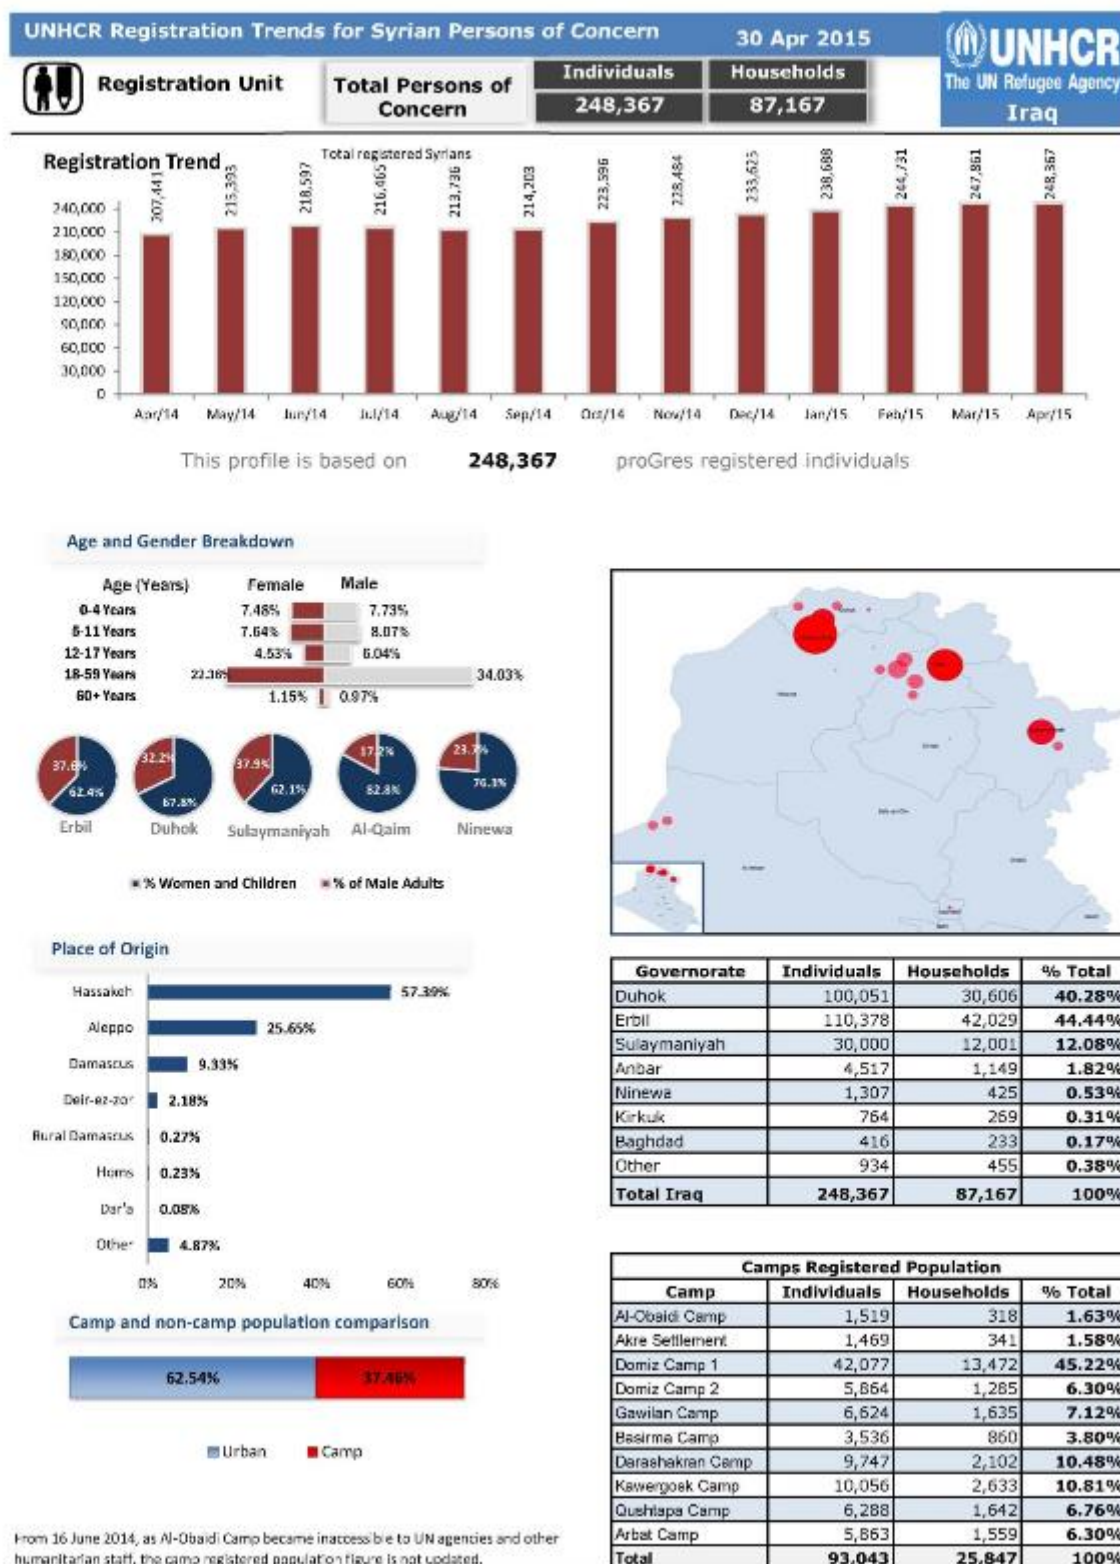 UNHCR Registration Trends for Syrian Persons of Concern
30 Apr 2015
UNHCR
The UN Refugee Agency
Iraq
Registration Unit
Total Persons of Concern
Individuals Households
248,367 87,167
Registration Trend
Total registered Syrians
207,441 215,393 218,597 216,465 213,736 214,203 223,596 228,484 233,625 238,688 244,731 247,861 248,367
240,000
210,000
180,000
150,000
120,000
90,000
60,000
30,000
0
Apr/14 May/14 Jun/14 Jul/14 Aug/14 Sep/14 Oct/14 Nov/14 Dec/14 Jan/15 Feb/15 Mar/15 Apr/15
This profile is based on 248,367 proGres registered individuals
Age and Gender Breakdown
Age (Years) Female Male
0-4 Years 7.48% 7.73%
5-11 Years 7.64% 8.07%
12-17 Years 4.53% 6.04%
18-59 Years 22.36% 34.03%
60+ Years 1.15% 0.97%
37.6% 62.4%
32.2% 67.8%
37.9% 62.1%
17.2% 82.8%
23.7% 76.3%
Erbil Duhok Sulaymaniyah Al-Qaim Ninewa
% Women and Children % of Male Adults
Place of Origin
Hassakeh 57.39%
Aleppo 25.65%
Damascus 9.33%
Deir-ez-zor 2.18%
Rural Damascus 0.27%
Homs 0.23%
Dar'a 0.08%
Other 4.87%
0% 20% 40% 60% 80%
Camp and non-camp population comparison
62.54% 37.46%
Urban Camp
From 16 June 2014, as Al-Obaidi Camp became inaccessible to UN agencies and other
humanitarian staff, the camp registered population figure is not updated.
Governorate Individuals Households % Total
Duhok 100,051 30,606 40.28%
Erbil 110,378 42,029 44.44%
Sulaymaniyah 30,000 12,001 12.08%
Anbar 4,517 1,149 1.82%
Ninewa 1,307 425 0.53%
Kirkuk 764 269 0.31%
Baghdad 416 233 0.17%
Other 934 455 0.38%
Total Iraq 248,367 87,167 100%
Camps Registered Population
Camp Individuals Households % Total
Al-Obaidi Camp 1,519 318 1.63%
Akre Settlement 1,469 341 1.58%
Domiz Camp 1 42,077 13,472 45.22%
Domiz Camp 2 5,864 1,285 6.30%
Gawilan Camp 6,624 1,635 7.12%
Basirma Camp 3,536 860 3.80%
Darashakran Camp 9,747 2,102 10.48%
Kawergosk Camp 10,056 2,633 10.81%
Qushtapa Camp 6,288 1,642 6.76%
Arbat Camp 5,863 1,559 6.30%
Total 93,043 25,847 100%